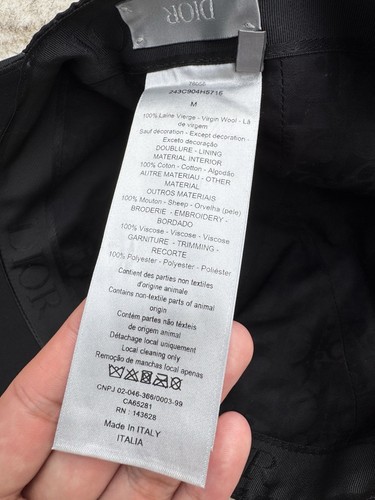 DIOR
243C904H5716
M
100% Laine Vierge - Virgin Wool - Lã
de virgem
Sauf decoration - Except decoration -
Exceto decoração
DOUBLURE - LINING
MATERIAL INTERIOR
100% Coton - Cotton - Algodão
AUTRE MATERIAU - OTHER
MATERIAL
OUTROS MATERIAIS
100% Mouton - Sheep - Orvelha (pele)
BRODERIE - EMBROIDERY -
BORDADO
100% Viscose - Viscose - Viscose
GARNITURE - TRIMMING -
RECORTE
100% Polyester - Polyester - Poliéster
Contient des parties non textiles
d'origine animale
Contains non-textile parts of animal
origin
Contém partes não têxteis
de origem animal
Détachage local uniquement
Local cleaning only
Remoção de manchas local apenas
CNPJ 02-046-366/0003-99
CA65281
RN : 143628
Made in ITALY
ITALIA
DIOR
DIOR